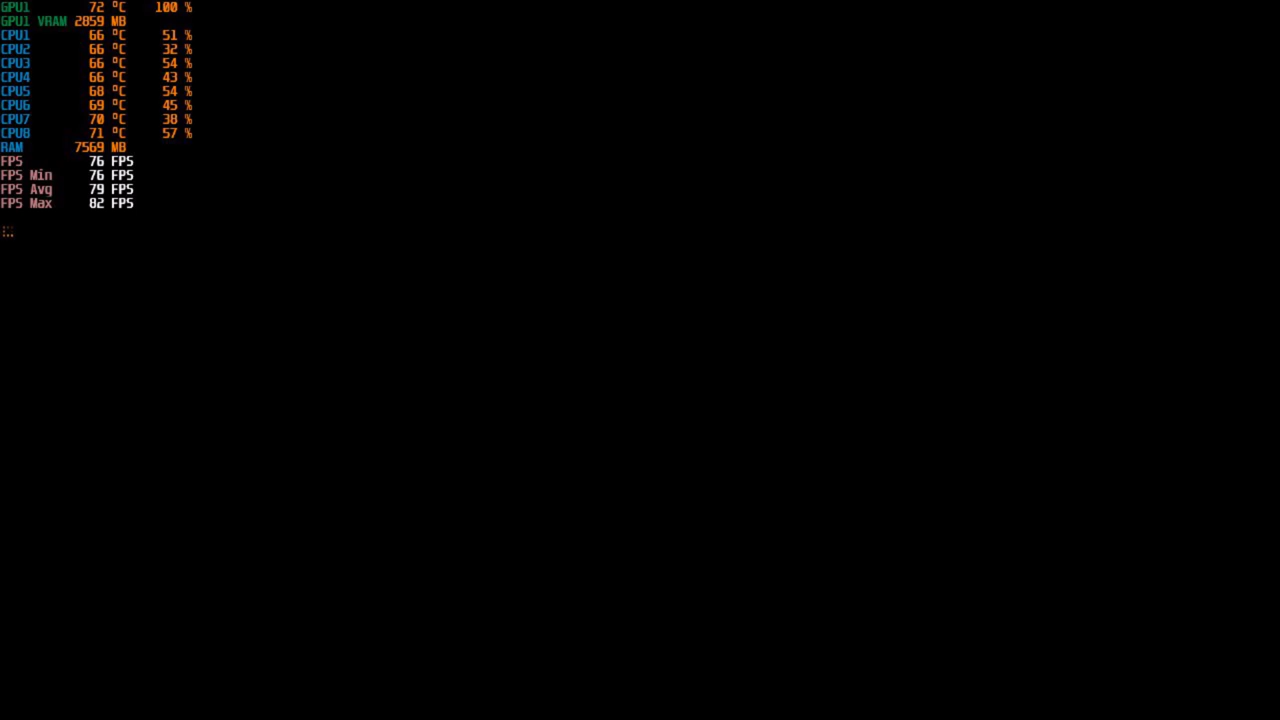 GPU1 72 °C 100 %
GPU1 VRAM 2859 MB
CPU1 66 °C 51 %
CPU2 66 °C 32 %
CPU3 66 °C 54 %
CPU4 66 °C 43 %
CPU5 68 °C 54 %
CPU6 69 °C 45 %
CPU7 70 °C 38 %
CPU8 71 °C 57 %
RAM 7569 MB
FPS 76 FPS
FPS Min 76 FPS
FPS Avg 79 FPS
FPS Max 82 FPS